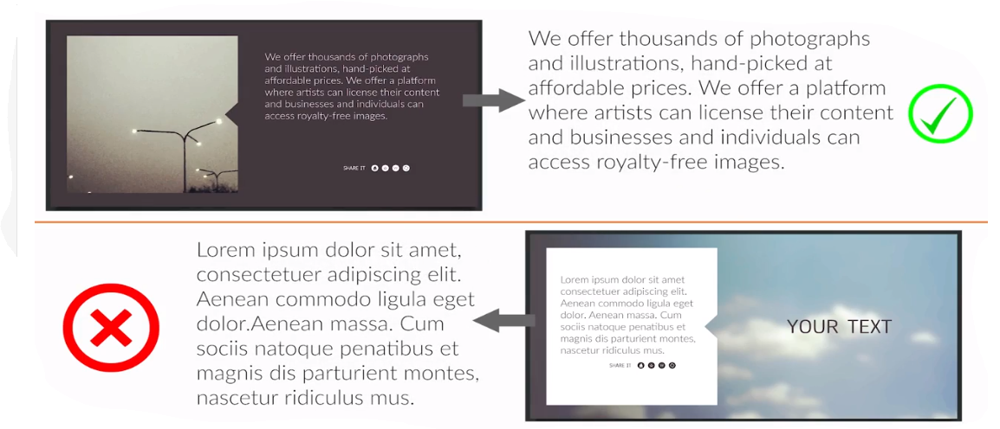 We offer thousands of photographs
and illustrations, hand-picked at
affordable prices. We offer a platform
where artists can license their content
and businesses and individuals can
access royalty-free images.
SHARE IT
We offer thousands of photographs
and illustrations, hand-picked at
affordable prices. We offer a platform
where artists can license their content
and businesses and individuals can
access royalty-free images.
Lorem ipsum dolor sit amet,
consectetuer adipiscing elit.
Aenean commodo ligula eget
dolor.Aenean massa. Cum
sociis natoque penatibus et
magnis dis parturient montes,
nascetur ridiculus mus.
Lorem ipsum dolor sit amet
consectetuer adipiscing elit.
Aenean commodo ligula eget
dolor. Aenean massa. Cum
sociis natoque penatibus et
magnis dis parturient montes,
nascetur ridiculus mus.
SHARE IT
YOUR TEXT